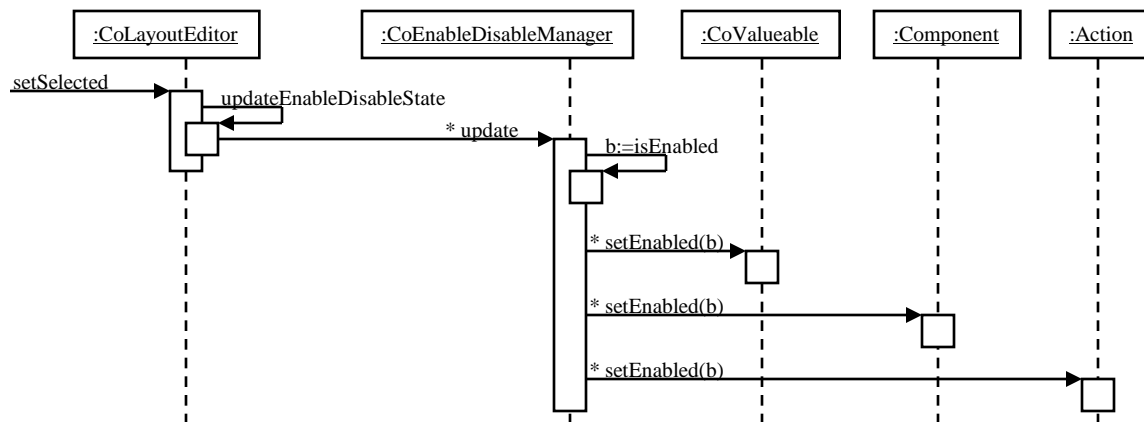 :CoLayoutEditor :CoEnableDisableManager :CoValueable :Component :Action
setSelected
updateEnableDisableState
* update
b:=isEnabled
* setEnabled(b)
* setEnabled(b)
* setEnabled(b)